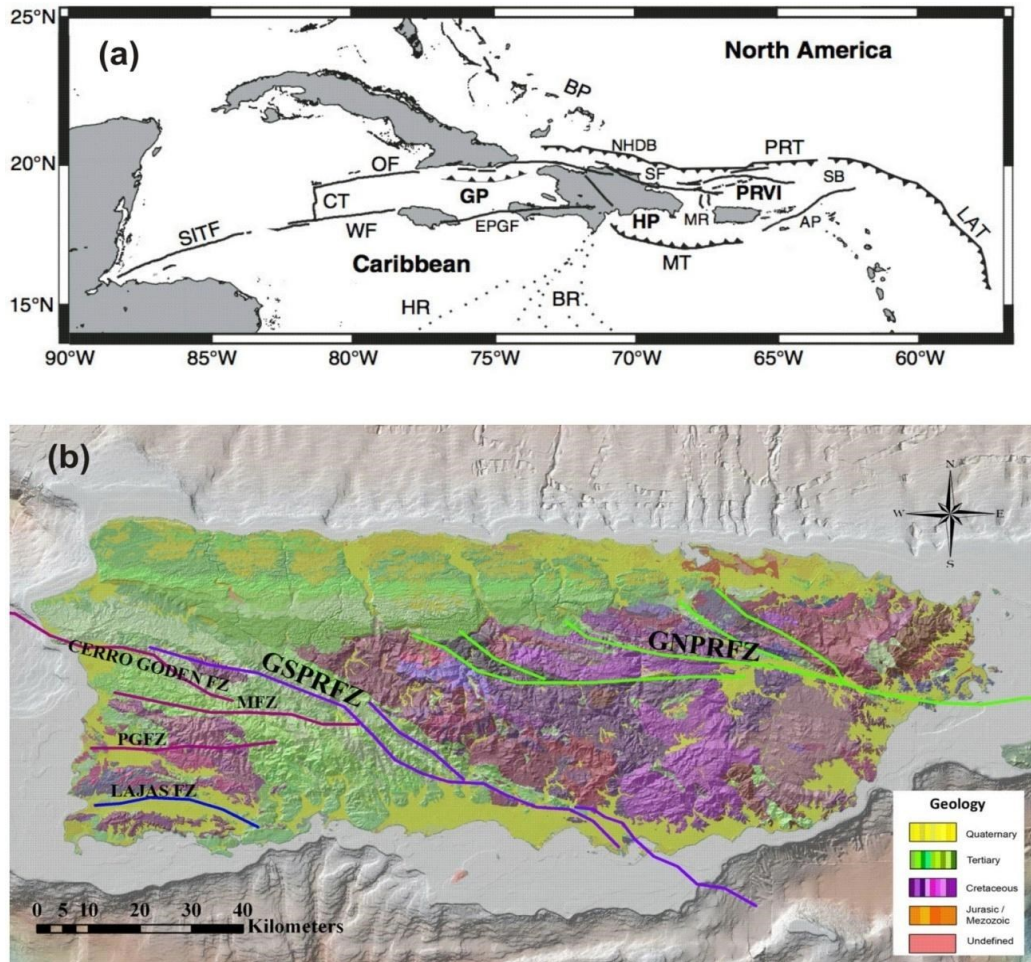 25°N
(a)
North America
BP
NHDB
PRT
20°N
OF
SF
SB
CT
GP
PRVI
SITF
WF
EPGF
HP
MR
AP
LAT
Caribbean
MT
HR
BR
15°N
90°W 85°W 80°W 75°W 70°W 65°W 60°W
(b)
N
W E
S
CERRO GODEN FZ
GSPRFZ
GNPRFZ
MFZ
PGFZ
LAJAS FZ
0 5 10 20 30 40
Kilometers
Geology
Quaternary
Tertiary
Cretaceous
Jurasic /
Mezozoic
Undefined